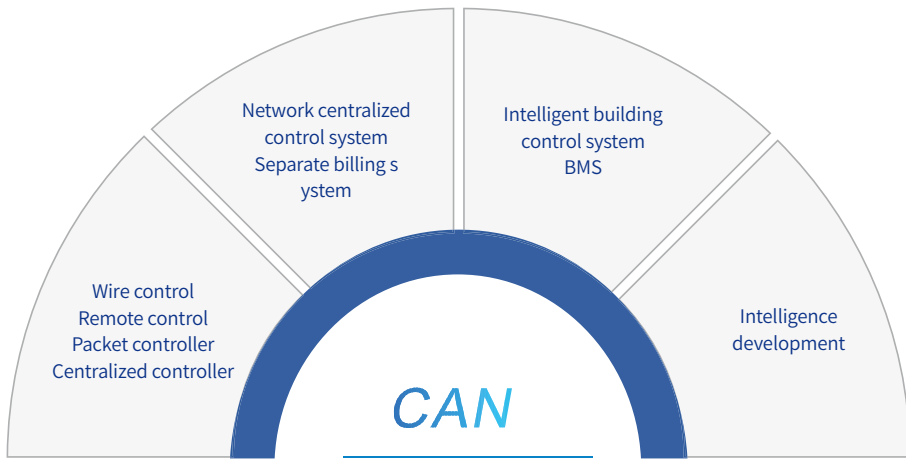 Network centralized
control system
Separate billing s
ystem
Intelligent building
control system
BMS
Wire control
Remote control
Packet controller
Centralized controller
Intelligence
development
CAN